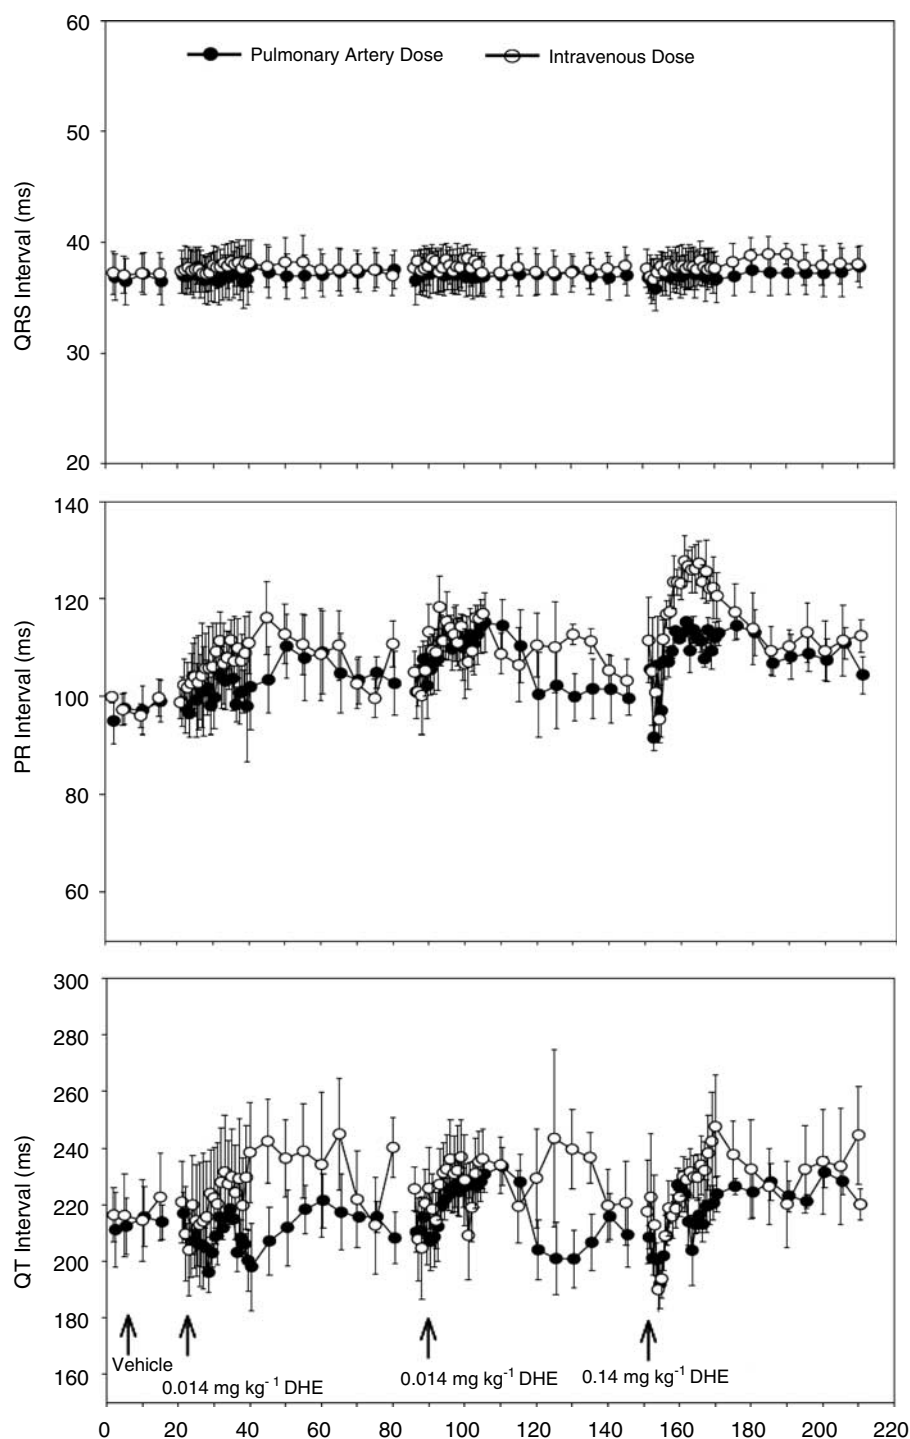 60
Pulmonary Artery Dose Intravenous Dose
50
40
30
20
QRS Interval (ms)
140
120
100
80
60
PR Interval (ms)
300
280
260
240
220
200
180
160
QT Interval (ms)
Vehicle
0.014 mg kg⁻¹ DHE
0.014 mg kg⁻¹ DHE
0.14 mg kg⁻¹ DHE
0 20 40 60 80 100 120 140 160 180 200 220